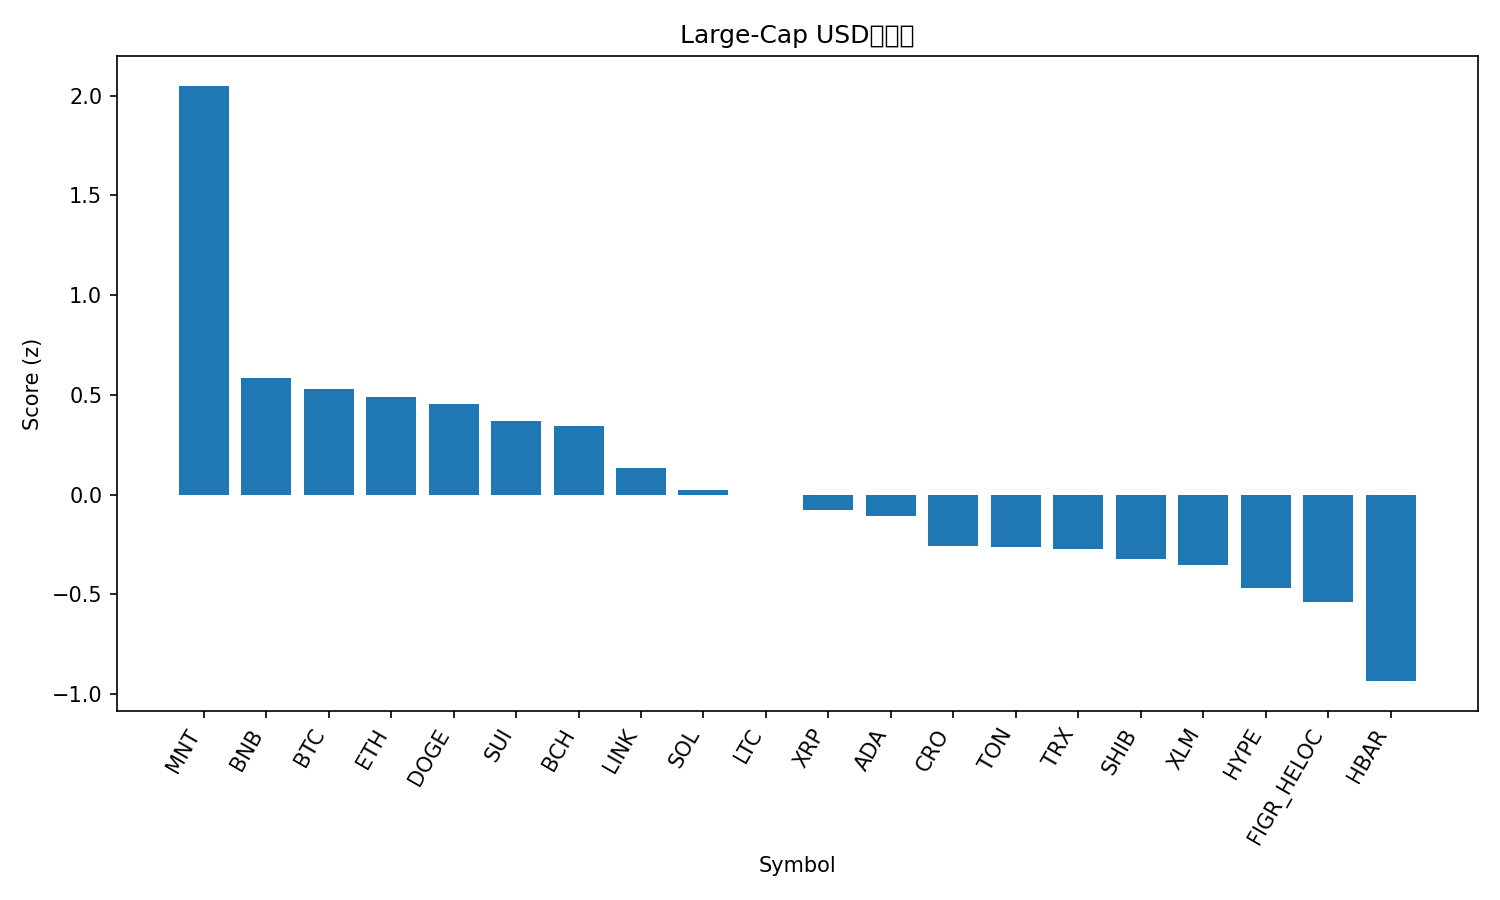 Large-Cap USD
Score (z)
2.0
1.5
1.0
0.5
0.0
−0.5
−1.0
MNT
BNB
BTC
ETH
DOGE
SUI
BCH
LINK
SOL
LTC
XRP
ADA
CRO
TON
TRX
SHIB
XLM
HYPE
FIGR_HELOC
HBAR
Symbol